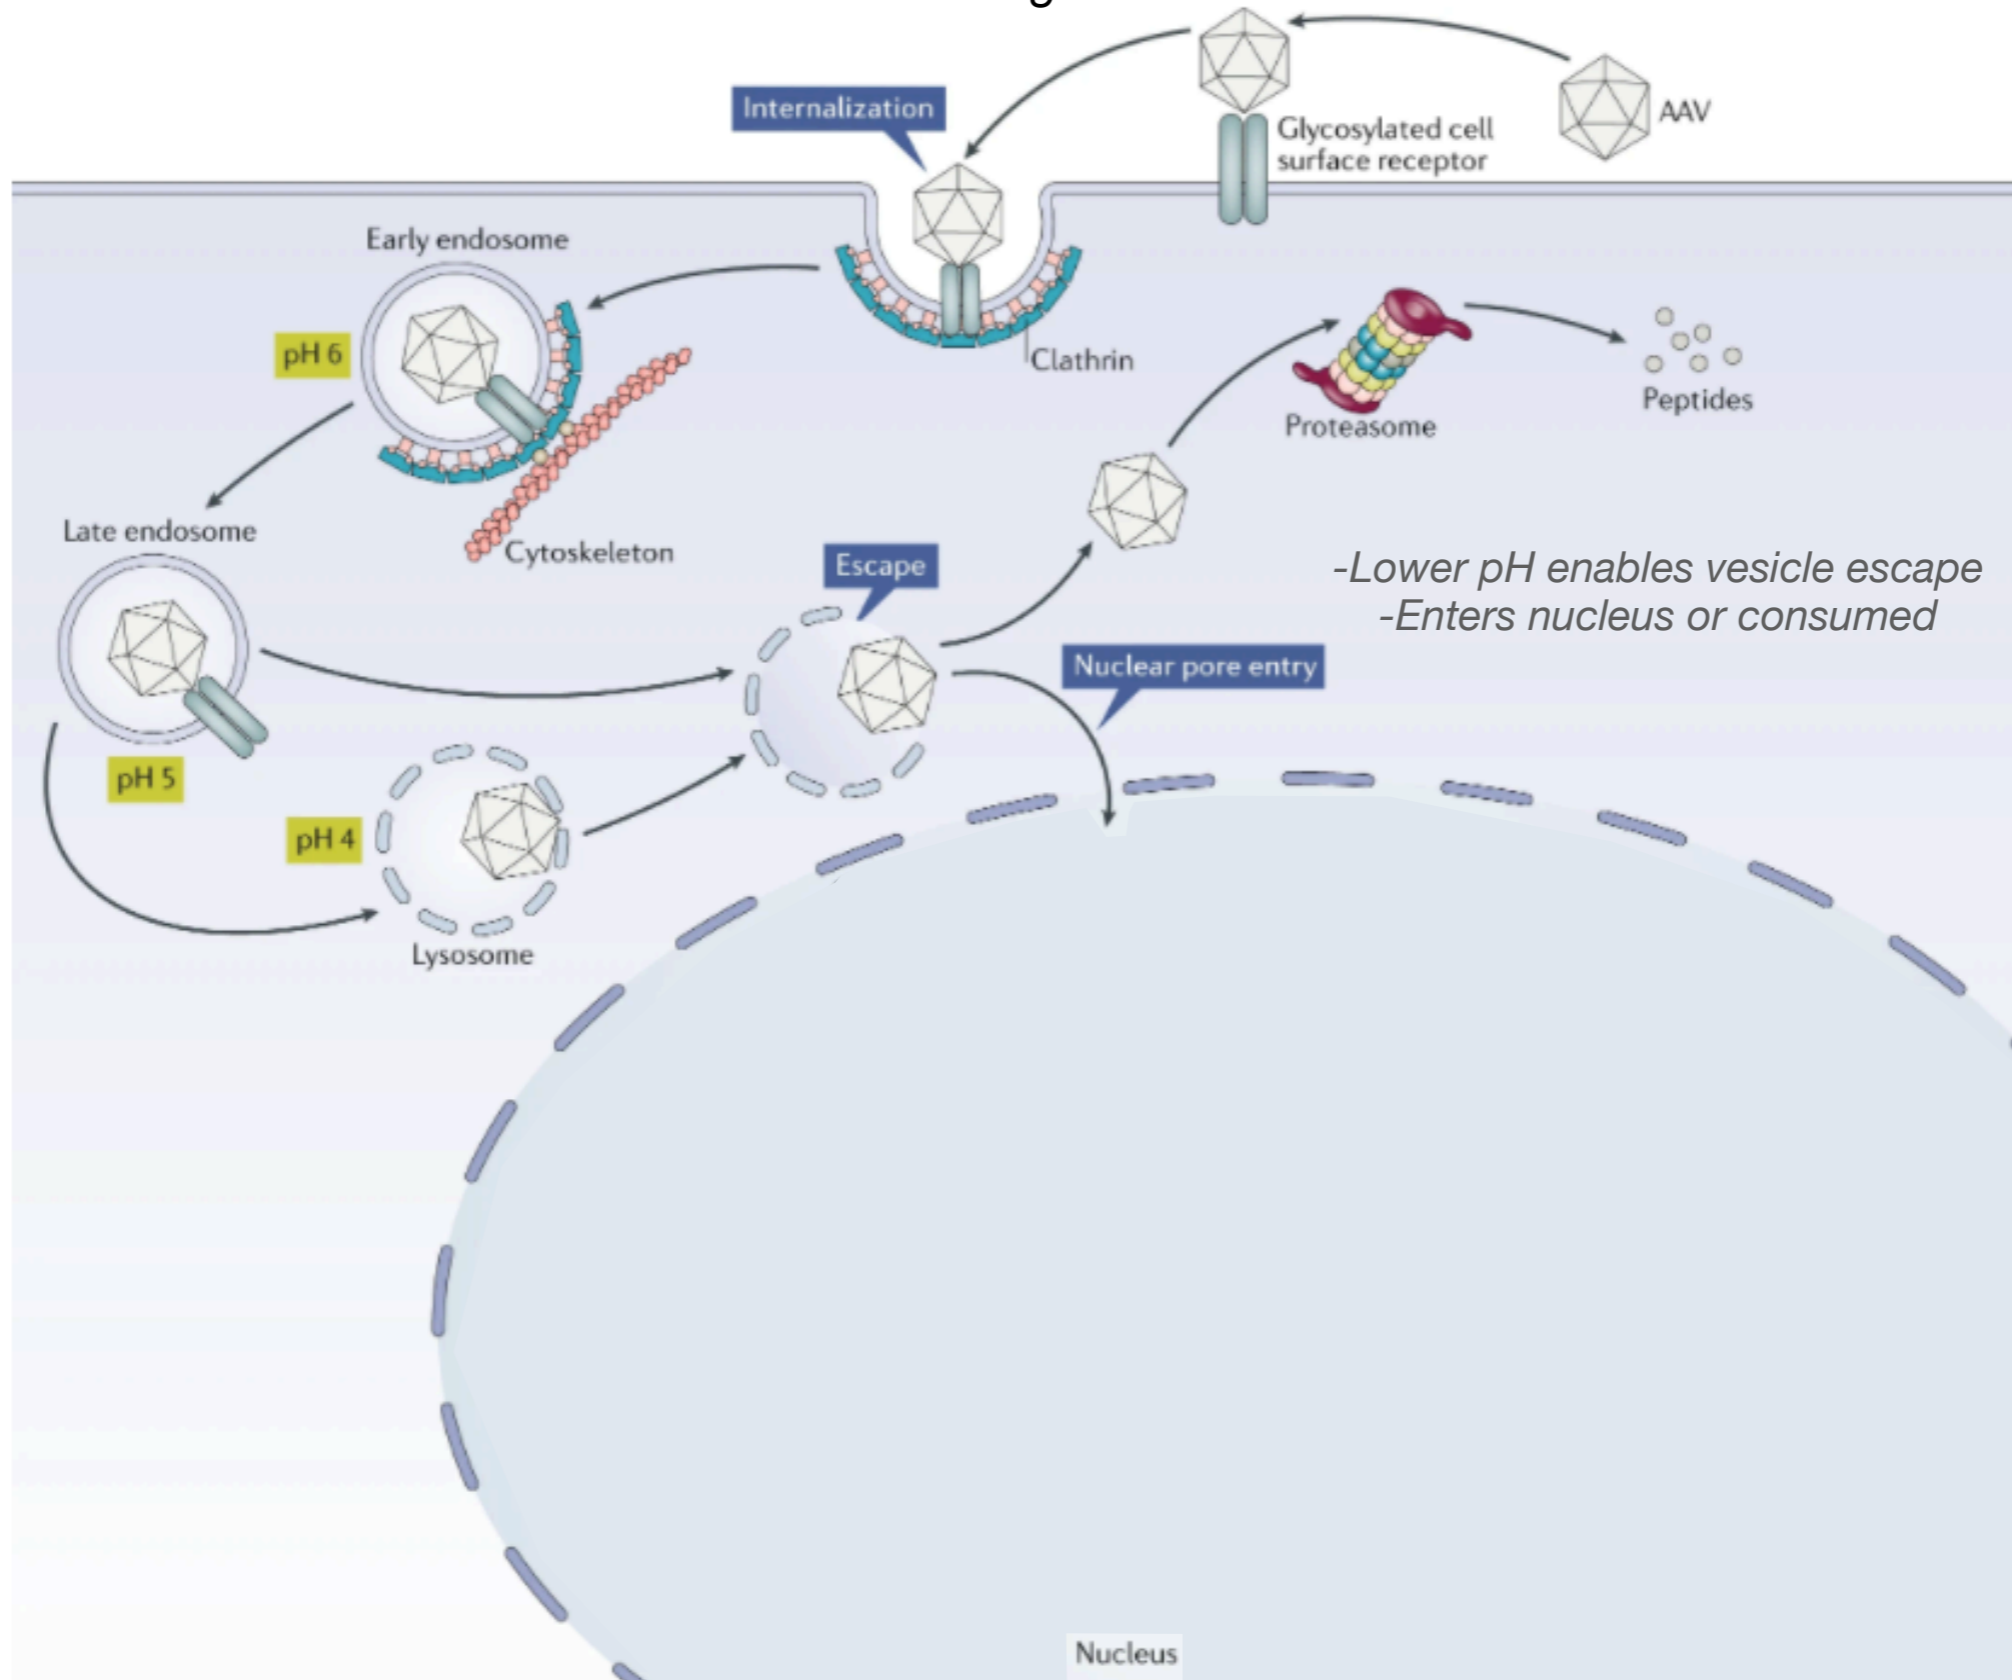 AAV
Glycosylated cell
surface receptor
Internalization
Early endosome
pH 6
Clathrin
Proteasome
Peptides
Cytoskeleton
Late endosome
pH 5
Escape
-Lower pH enables vesicle escape
-Enters nucleus or consumed
Nuclear pore entry
pH 4
Lysosome
Nucleus